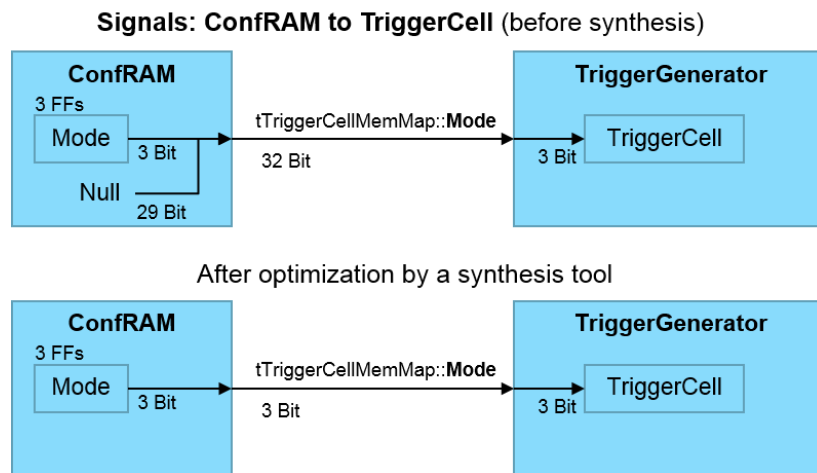 Signals: ConfRAM to TriggerCell (before synthesis)
ConfRAM
TriggerGenerator
3 FFs
Mode
3 Bit
Null
29 Bit
tTriggerCellMemMap::Mode
32 Bit
3 Bit
TriggerCell
After optimization by a synthesis tool
ConfRAM
TriggerGenerator
3 FFs
Mode
3 Bit
tTriggerCellMemMap::Mode
3 Bit
3 Bit
TriggerCell